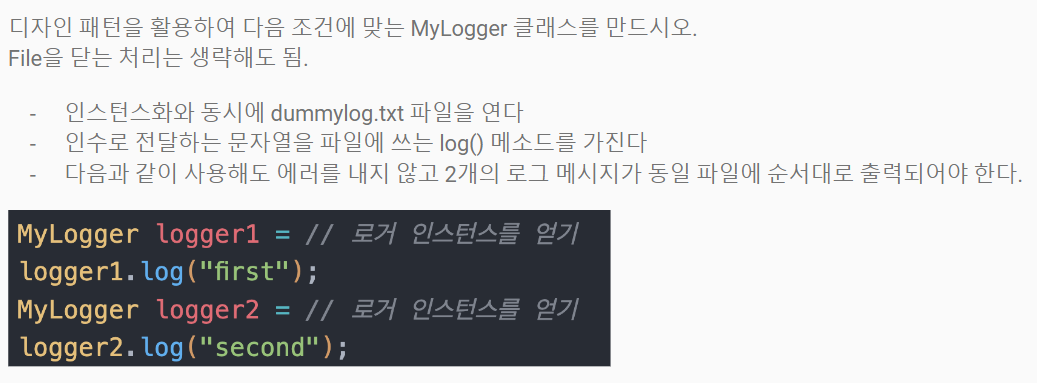 디자인 패턴을 활용하여 다음 조건에 맞는 MyLogger 클래스를 만드시오.
File을 닫는 처리는 생략해도 됨.
- 인스턴스화와 동시에 dummylog.txt 파일을 연다
- 인수로 전달하는 문자열을 파일에 쓰는 log() 메소드를 가진다
- 다음과 같이 사용해도 에러를 내지 않고 2개의 로그 메시지가 동일 파일에 순서대로 출력되어야 한다.
MyLogger logger1 = // 로거 인스턴스를 얻기
logger1.log("first");
MyLogger logger2 = // 로거 인스턴스를 얻기
logger2.log("second");